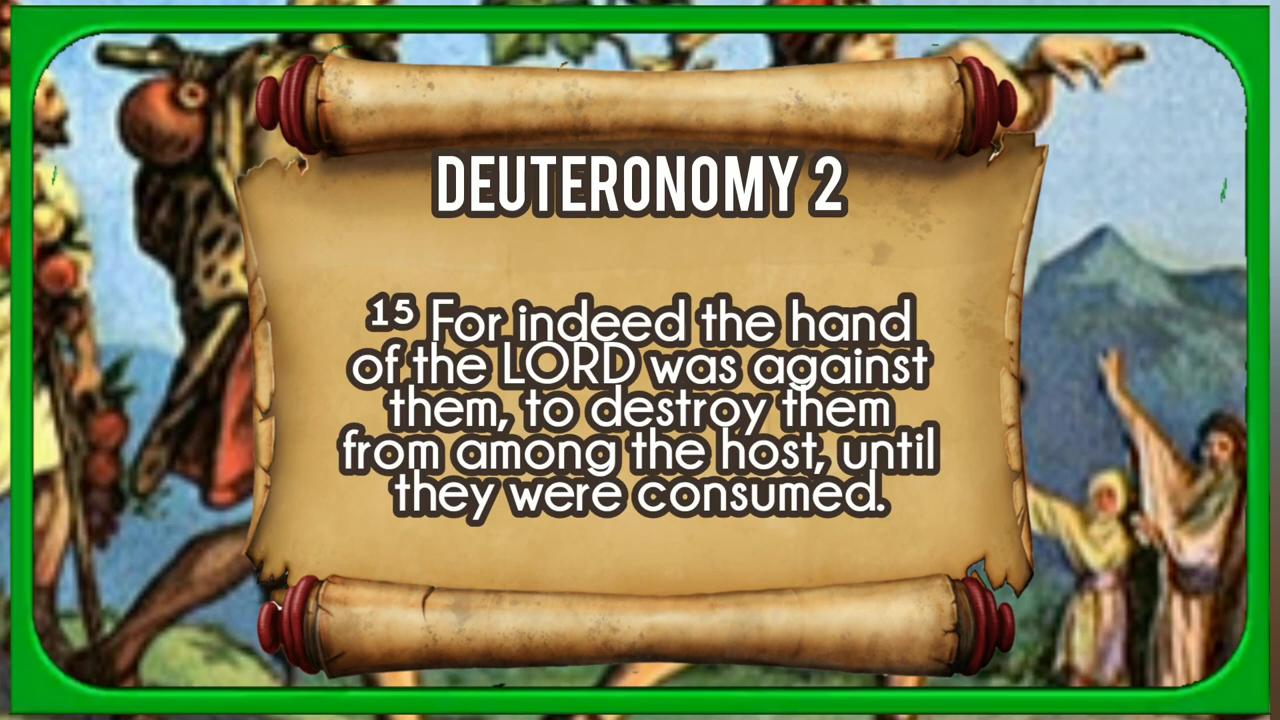 DEUTERONOMY 2
¹⁵ For indeed the hand
of the LORD was against
them, to destroy them
from among the host, until
they were consumed.